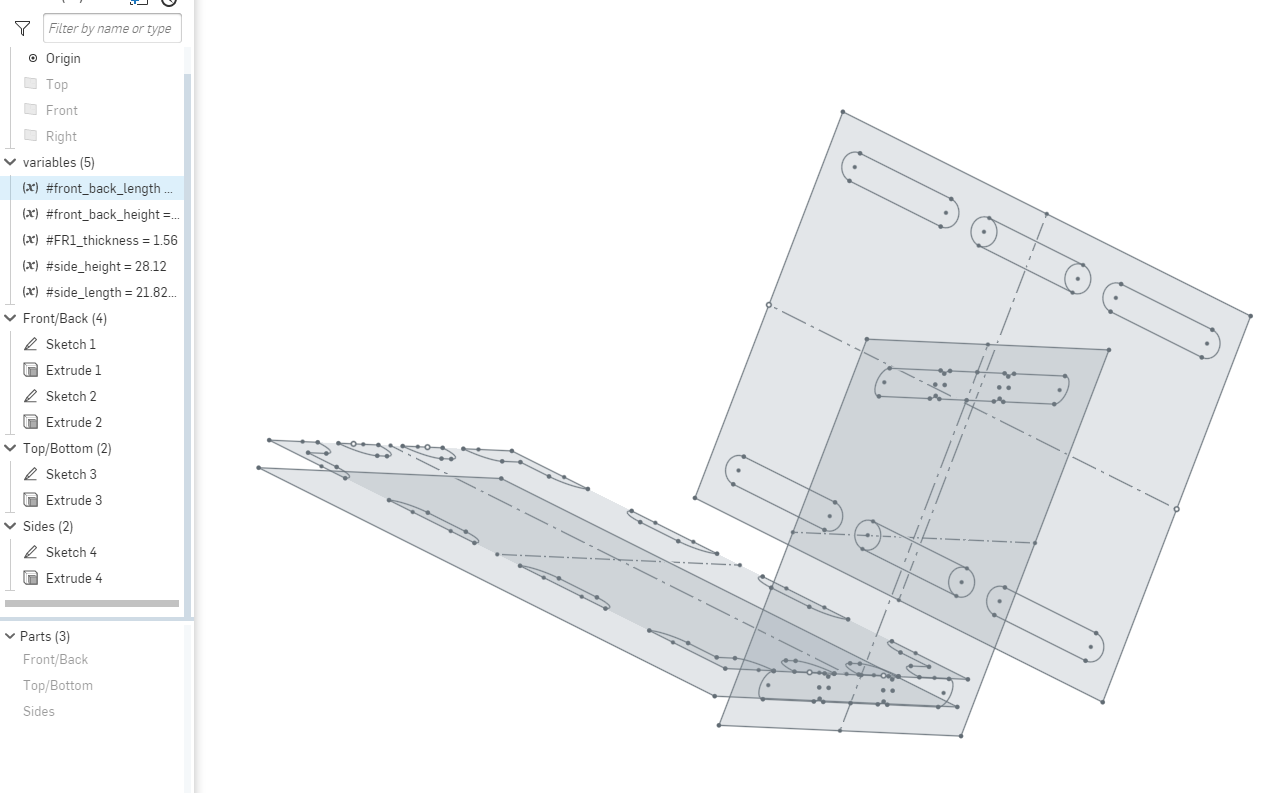 Filter by name or type
Origin
Top
Front
Right
variables (5)
(x) #front_back_length ...
(x) #front_back_height =...
(x) #FR1_thickness = 1.56
(x) #side_height = 28.12
(x) #side_length = 21.82...
Front/Back (4)
Sketch 1
Extrude 1
Sketch 2
Extrude 2
Top/Bottom (2)
Sketch 3
Extrude 3
Sides (2)
Sketch 4
Extrude 4
Parts (3)
Front/Back
Top/Bottom
Sides